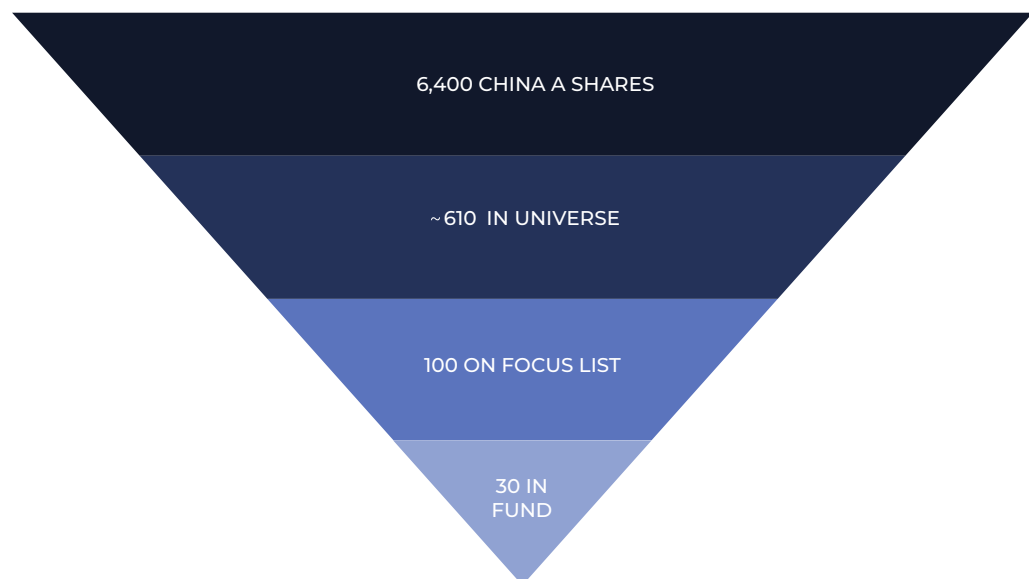 6,400 CHINA A SHARES
~610 IN UNIVERSE
100 ON FOCUS LIST
30 IN
FUND